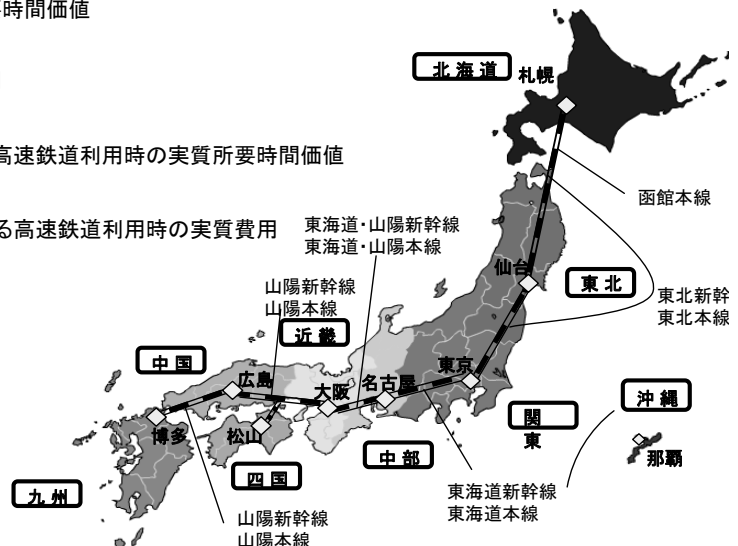 時間価値
高速鉄道利用時の実質所要時間価値
る高速鉄道利用時の実質費用
北海道
札幌
函館本線
東海道・山陽新幹線
東海道・山陽本線
仙台
東北
東北新幹
東北本線
山陽新幹線
山陽本線
近畿
中国
広島
大阪
名古屋
東京
沖縄
那覇
関東
博多
松山
四国
中部
九州
東海道新幹線
東海道本線
山陽新幹線
山陽本線